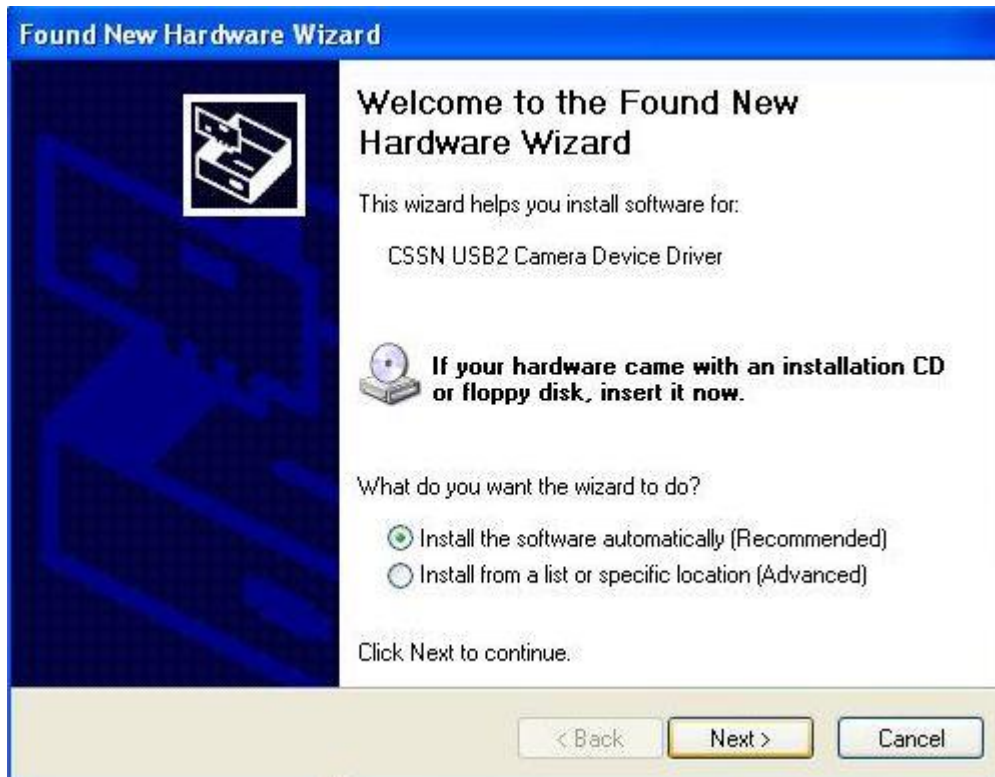 Found New Hardware Wizard
Welcome to the Found New
Hardware Wizard
This wizard helps you install software for:
CSSN USB2 Camera Device Driver
If your hardware came with an installation CD
or floppy disk, insert it now.
What do you want the wizard to do?
Install the software automatically (Recommended)
Install from a list or specific location (Advanced)
Click Next to continue.
< Back Next > Cancel